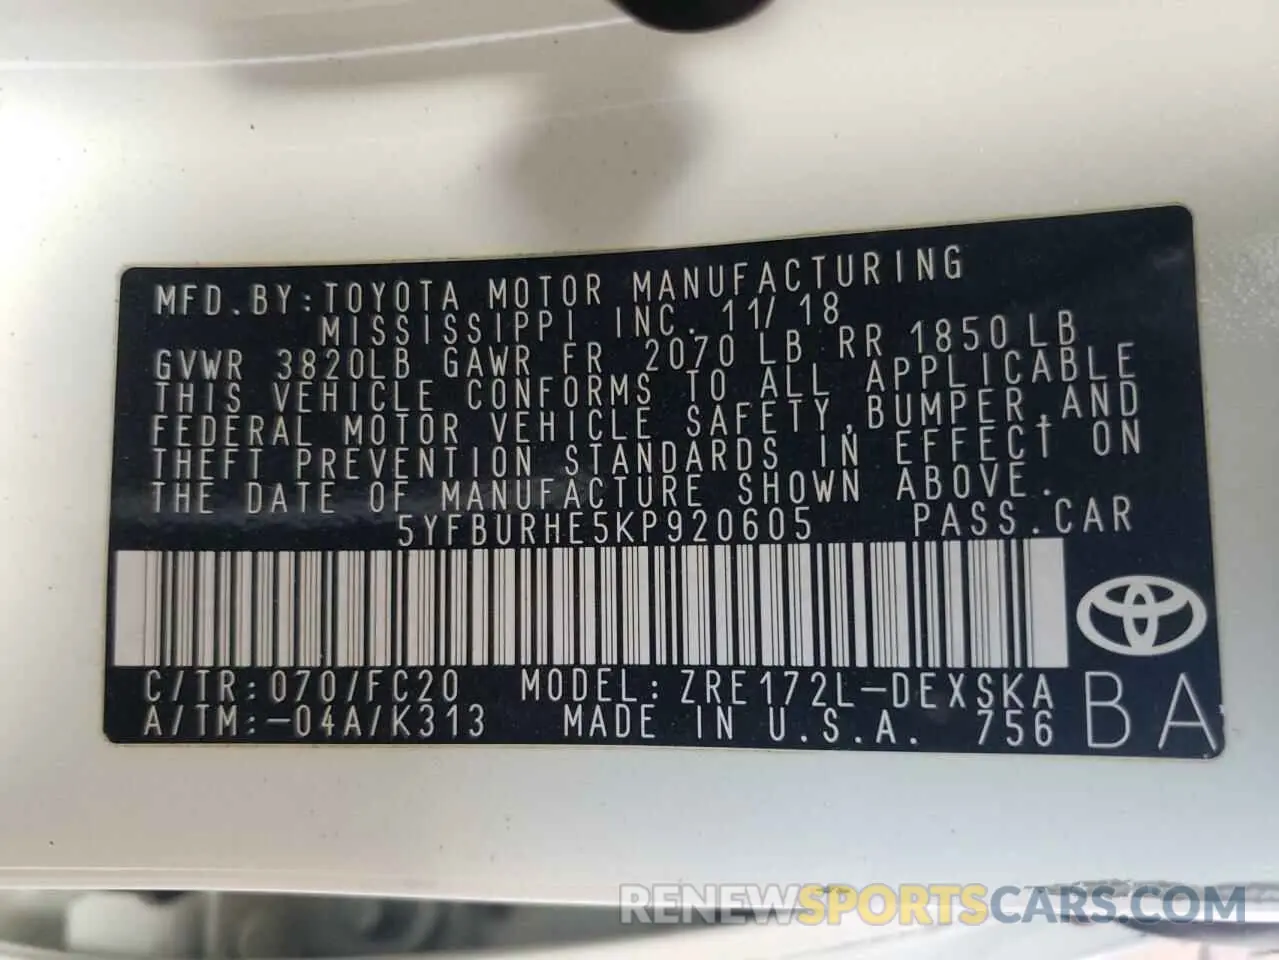 MFD. BY: TOYOTA MOTOR MANUFACTURING
MISSISSIPPI INC. 11/18
GVWR 3820LB GAWR FR 2070 LB RR 1850 LB
THIS VEHICLE CONFORMS TO ALL APPLICABLE
FEDERAL MOTOR VEHICLE SAFETY, BUMPER, AND
THEFT PREVENTION STANDARDS IN EFFECT ON
THE DATE OF MANUFACTURE SHOWN ABOVE.
5YFBURHE5KP920605 PASS.CAR
C/TR: 070/FC20 MODEL: ZRE172L-DEXSKA
A/TM:-04A/K313 MADE IN U.S.A. 756
BA
RENEWSPORTSCARS.COM